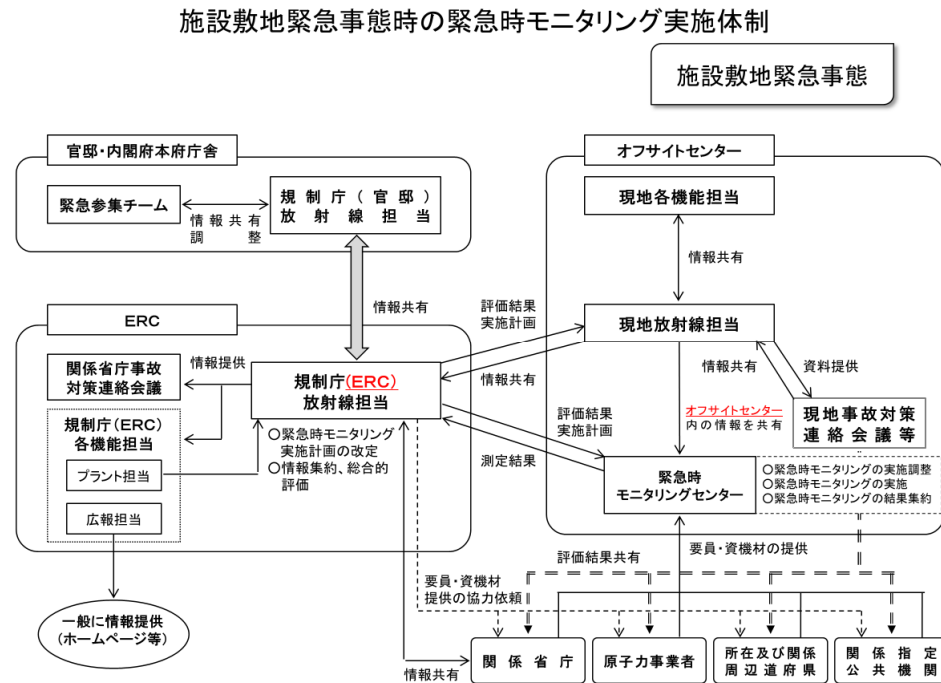 施設敷地緊急事態時の緊急時モニタリング実施体制
施設敷地緊急事態
官邸・内閣府本府庁舎
緊急参集チーム
情報共有
調整
規制庁(官邸)
放射線担当
情報共有
ERC
関係省庁事故
対策連絡会議
情報提供
規制庁(ERC)
放射線担当
規制庁(ERC)
各機能担当
プラント担当
広報担当
○緊急時モニタリング
実施計画の改定
○情報集約、総合的
評価
一般に情報提供
(ホームページ等)
オフサイトセンター
現地各機能担当
情報共有
現地放射線担当
評価結果
実施計画
情報共有
情報共有
資料提供
オフサイトセンター
内の情報を共有
現地事故対策
連絡会議等
評価結果
実施計画
測定結果
緊急時
モニタリングセンター
○緊急時モニタリングの実施調整
○緊急時モニタリングの実施
○緊急時モニタリングの結果集約
要員・資機材の提供
評価結果共有
要員・資機材
提供の協力依頼
情報共有
関係省庁
原子力事業者
所在及び関係
周辺道府県
関係指定
公共機関